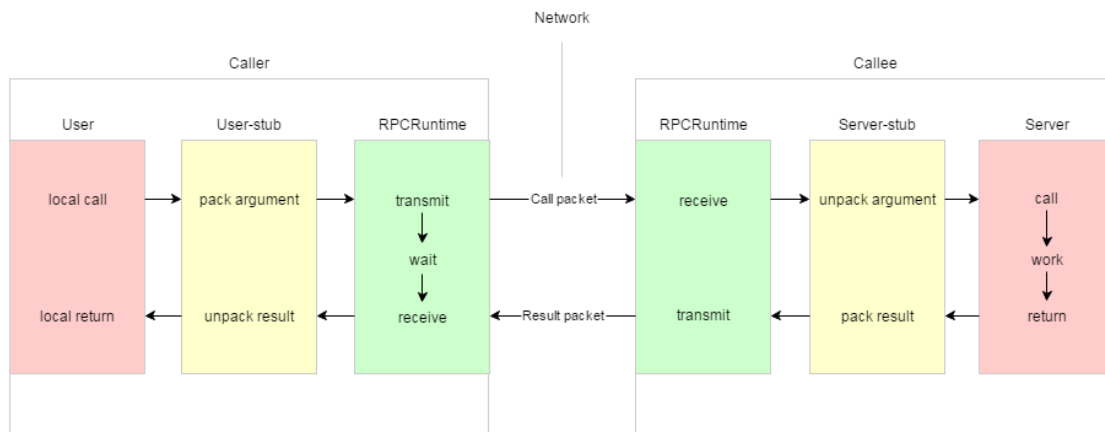 Network
Caller
Callee
User
User-stub
RPCRuntime
RPCRuntime
Server-stub
Server
local call
pack argument
transmit
Call packet
receive
unpack argument
call
wait
work
local return
unpack result
receive
Result packet
transmit
pack result
return